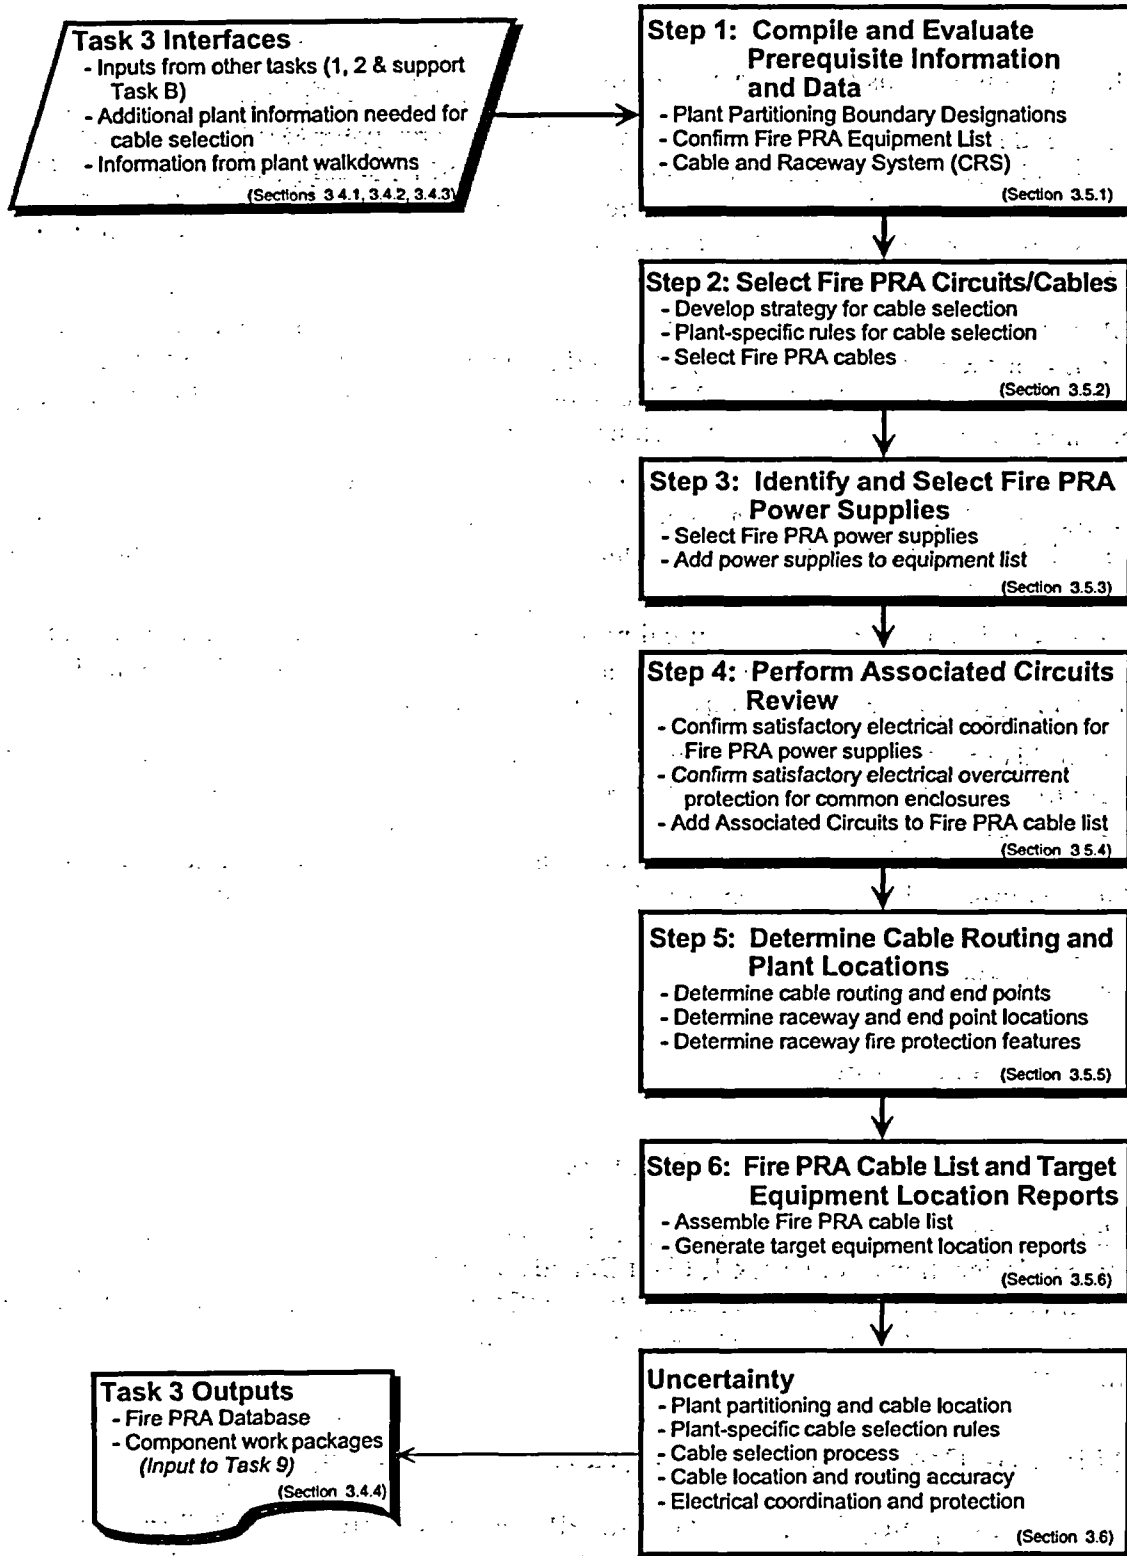 Task 3 Interfaces
- Inputs from other tasks (1, 2 & support
Task B)
- Additional plant information needed for
cable selection
- Information from plant walkdowns
(Sections 3.4.1, 3.4.2, 3.4.3)
Step 1: Compile and Evaluate
Prerequisite Information
and Data
- Plant Partitioning Boundary Designations
- Confirm Fire PRA Equipment List
- Cable and Raceway System (CRS)
(Section 3.5.1)
Step 2: Select Fire PRA Circuits/Cables
- Develop strategy for cable selection
- Plant-specific rules for cable selection
- Select Fire PRA cables
(Section 3.5.2)
Step 3: Identify and Select Fire PRA
Power Supplies
- Select Fire PRA power supplies
- Add power supplies to equipment list
(Section 3.5.3)
Step 4: Perform Associated Circuits
Review
- Confirm satisfactory electrical coordination for
Fire PRA power supplies
- Confirm satisfactory electrical overcurrent
protection for common enclosures
- Add Associated Circuits to Fire PRA cable list
(Section 3.5.4)
Step 5: Determine Cable Routing and
Plant Locations
- Determine cable routing and end points
- Determine raceway and end point locations
- Determine raceway fire protection features
(Section 3.5.5)
Step 6: Fire PRA Cable List and Target
Equipment Location Reports
- Assemble Fire PRA cable list
- Generate target equipment location reports
(Section 3.5.6)
Uncertainty
- Plant partitioning and cable location
- Plant-specific cable selection rules
- Cable selection process
- Cable location and routing accuracy
- Electrical coordination and protection
(Section 3.6)
Task 3 Outputs
- Fire PRA Database
- Component work packages
(Input to Task 9)
(Section 3.4.4)